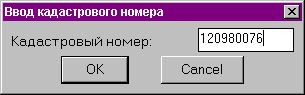 Ввод кадастрового номера
Кадастровый номер: 120980076
OK Cancel